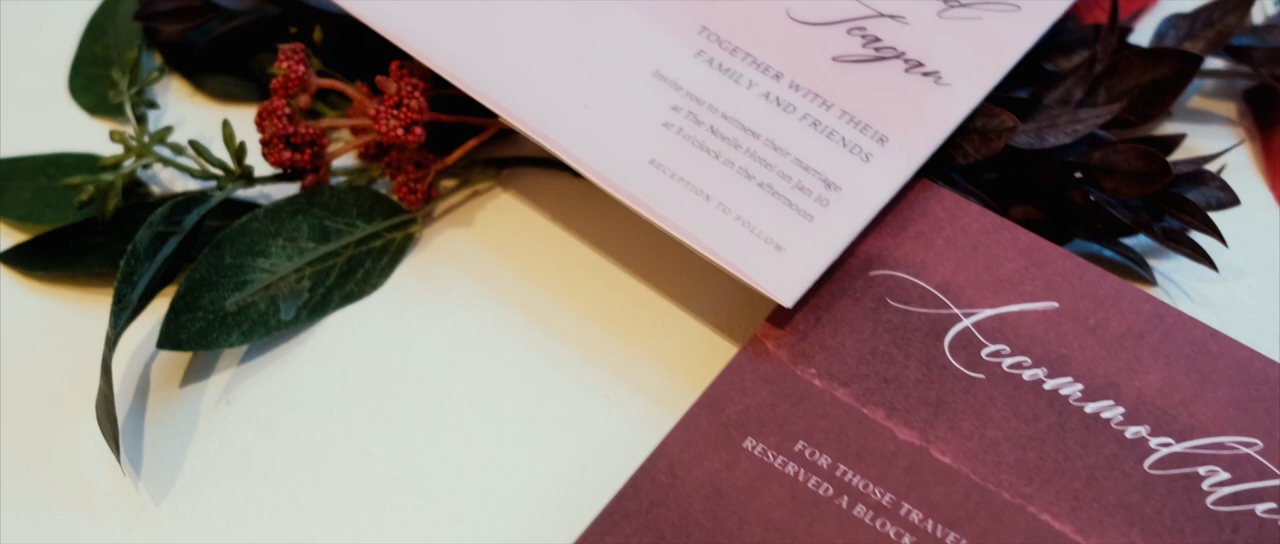 Teagan
TOGETHER WITH THEIR
FAMILY AND FRIENDS
Invite you to witness their marriage
at The Noelle Hotel on Jan 10
at 3 o'clock in the afternoon
RECEPTION TO FOLLOW
Accommodati
FOR THOSE TRAVE
RESERVED A BLOCK